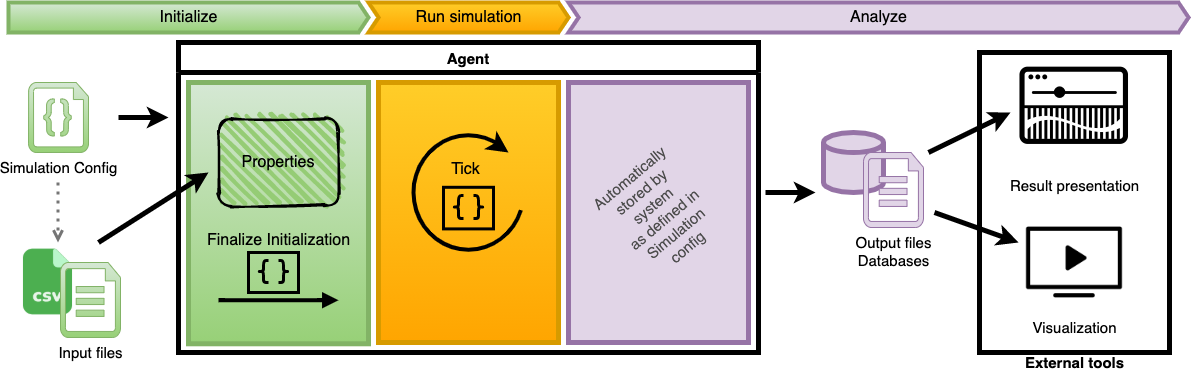 Initialize
Run simulation
Analyze
Agent
{}
Simulation Config
csv
Input files
Properties
Finalize Initialization
{}
Tick
{}
Automatically
stored by
system
as defined in
Simulation
config
Output files
Databases
Result presentation
Visualization
External tools